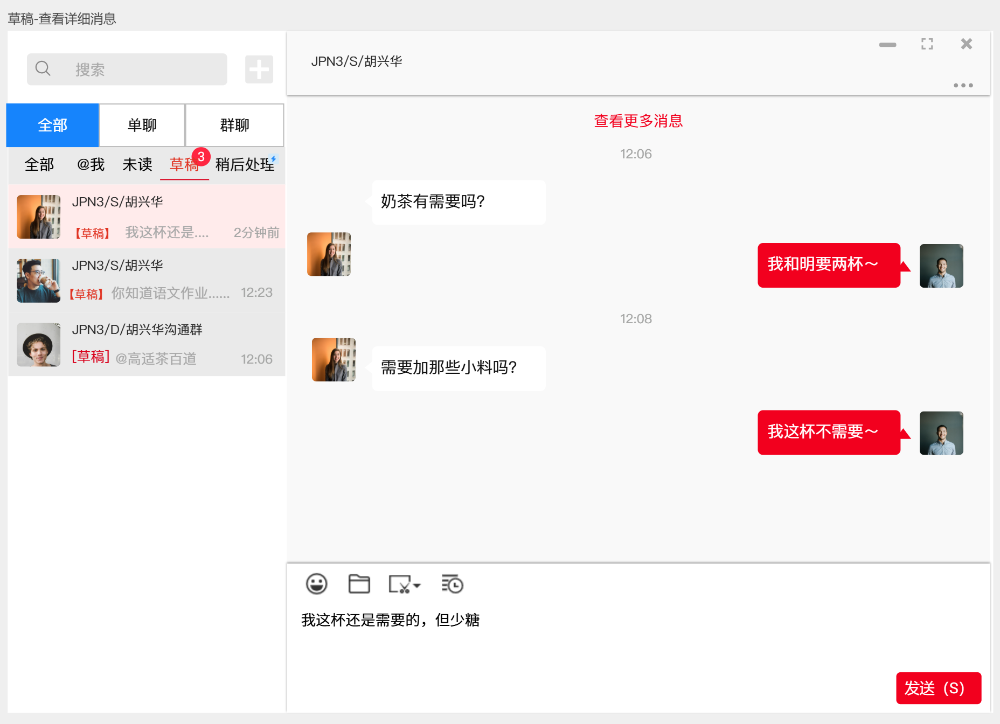 草稿-查看详细消息
搜索
全部 单聊 群聊
全部 @我 未读 草稿 3 稍后处理
JPN3/S/胡兴华
【草稿】 我这杯还是.... 2分钟前
JPN3/S/胡兴华
【草稿】 你知道语文作业...... 12:23
JPN3/D/胡兴华沟通群
[草稿] @高适茶百道 12:06
JPN3/S/胡兴华
查看更多消息
12:06
奶茶有需要吗?
我和明要两杯～
12:08
需要加那些小料吗?
我这杯不需要～
我这杯还是需要的，但少糖
发送（S）